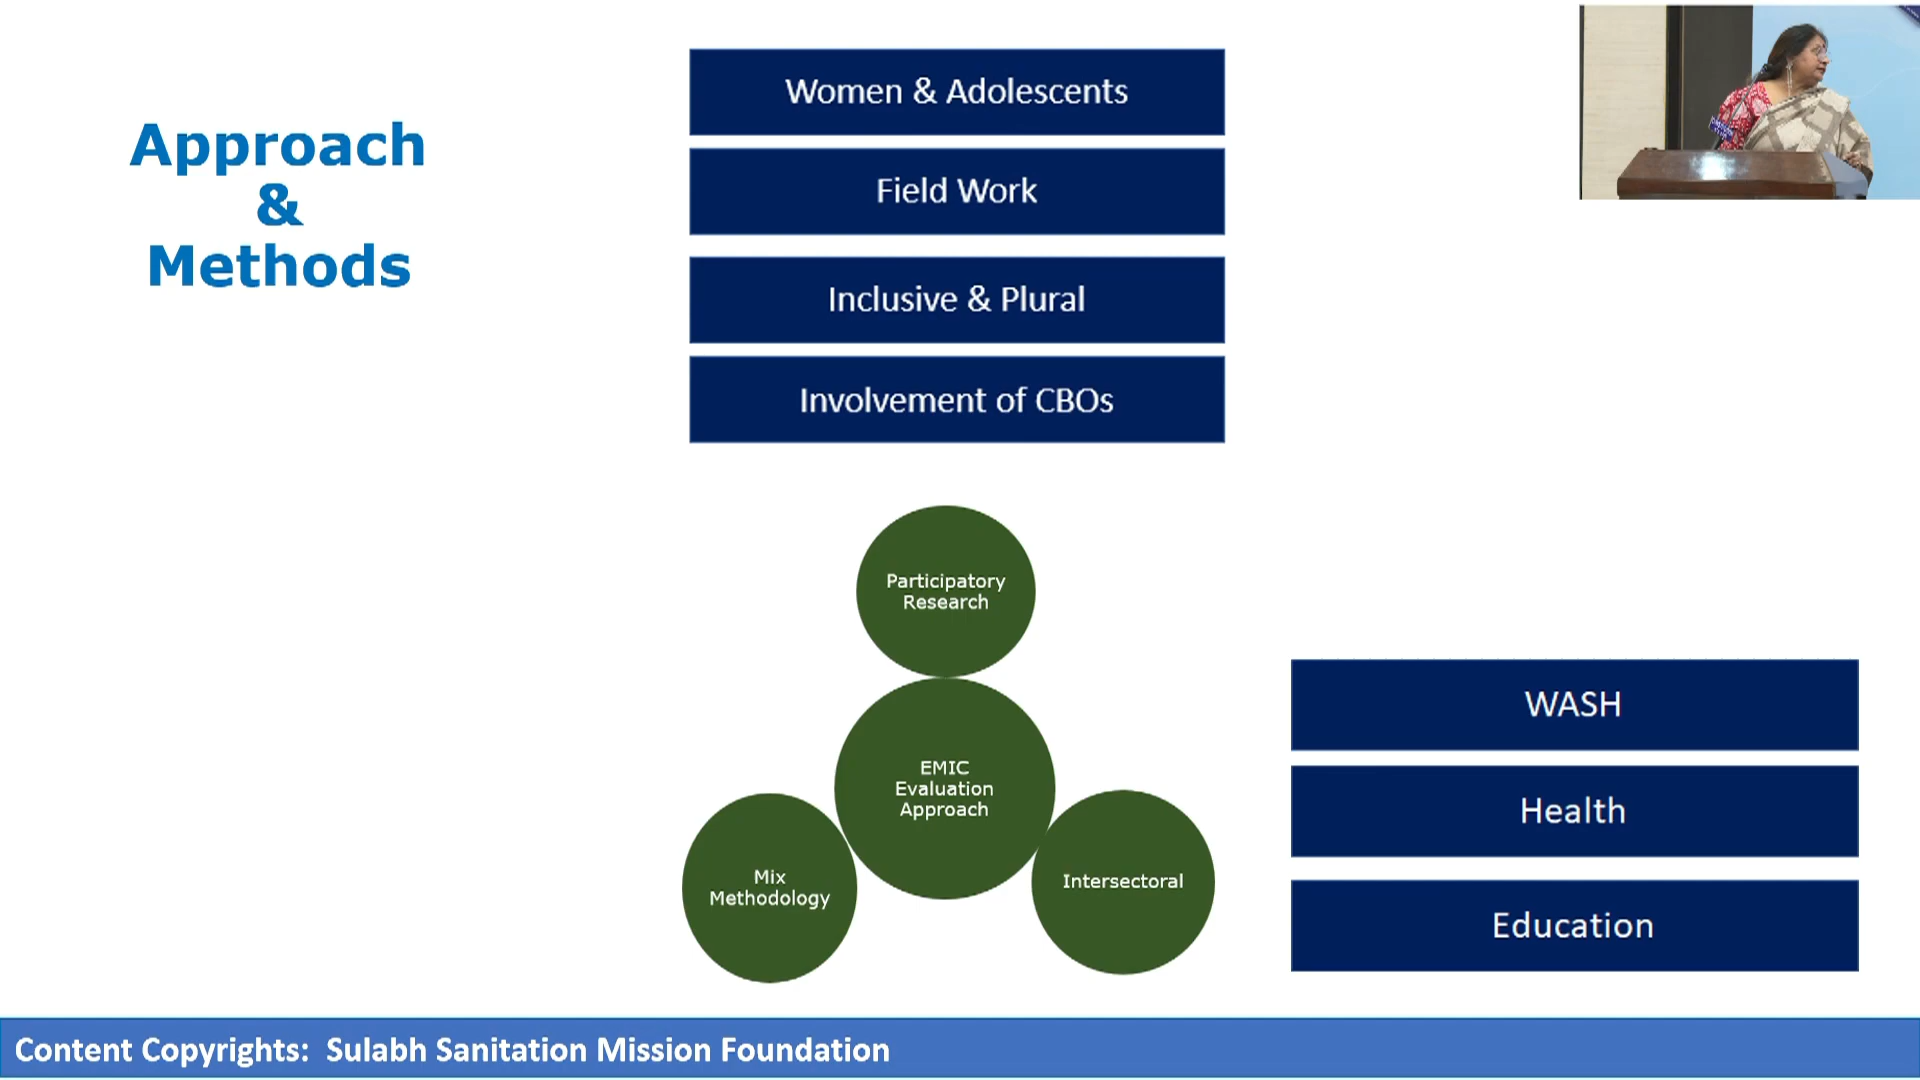 Approach
&
Methods
Women & Adolescents
Field Work
Inclusive & Plural
Involvement of CBOs
Participatory
Research
EMIC
Evaluation
Approach
Mix
Methodology
Intersectoral
WASH
Health
Education
Content Copyrights: Sulabh Sanitation Mission Foundation